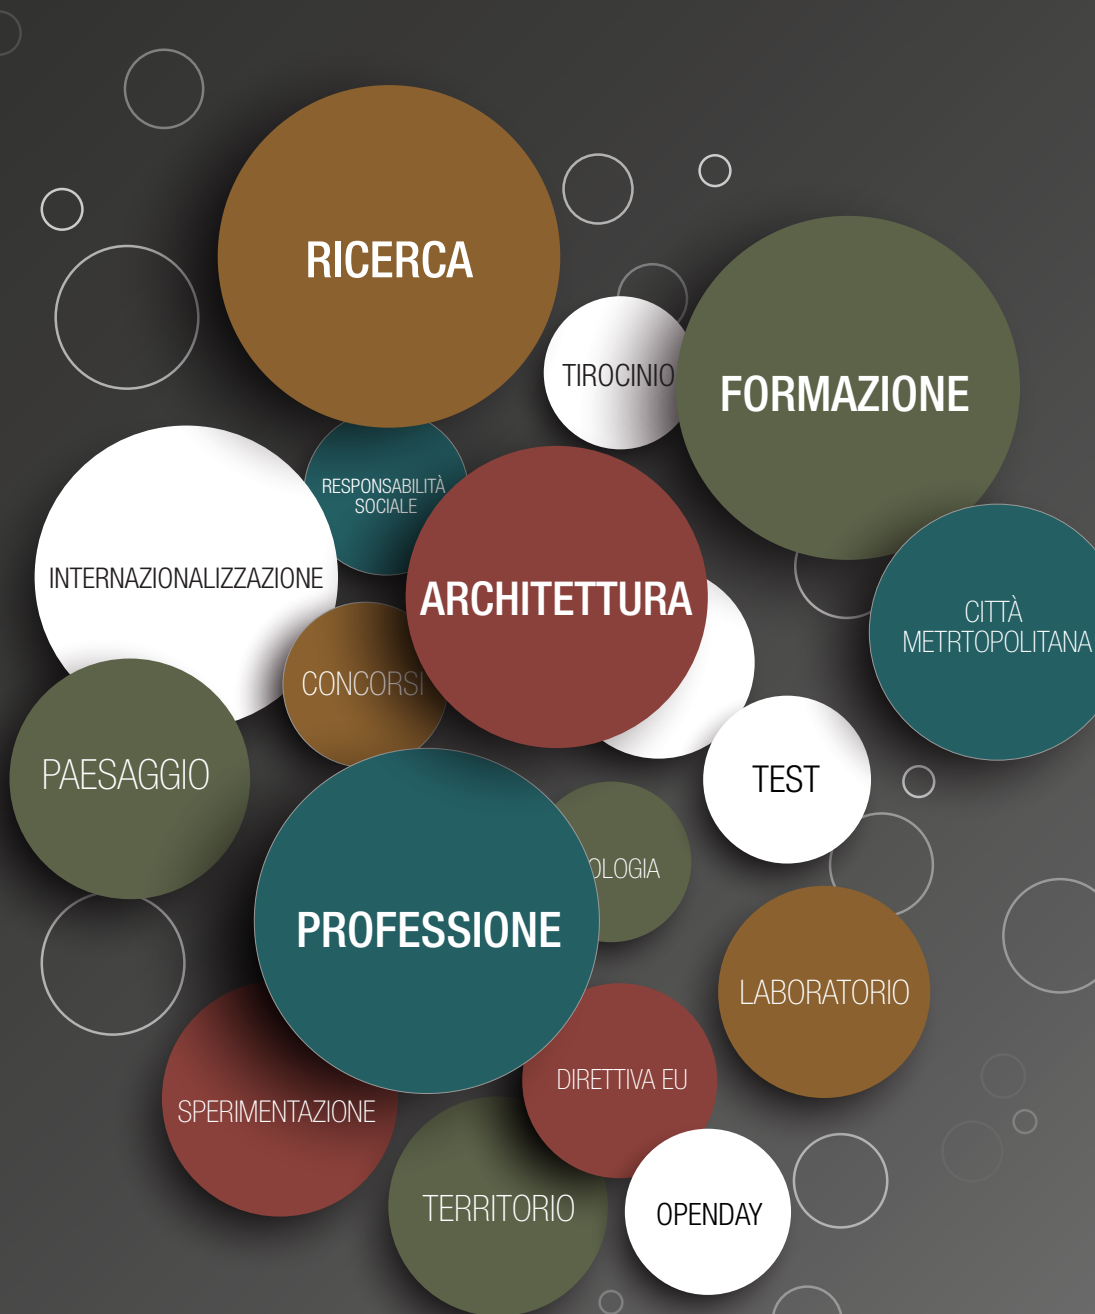 RICERCA
TIROCINIO
FORMAZIONE
RESPONSABILITÀ
SOCIALE
INTERNAZIONALIZZAZIONE
ARCHITETTURA
CITTÀ
METRTOPOLITANA
CONCORSI
PAESAGGIO
TEST
OLOGIA
PROFESSIONE
LABORATORIO
DIRETTIVA EU
SPERIMENTAZIONE
TERRITORIO
OPENDAY